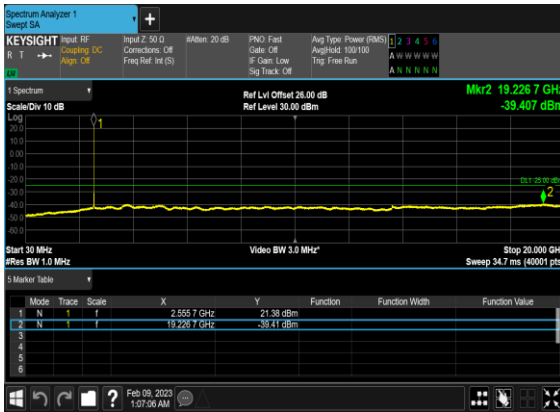 Spectrum Analyzer 1
Swept SA
+
KEYSIGHT Input: RF Input Z: 50 Ω #Atten: 20 dB PNO: Fast Avg Type: Power (RMS) 1 2 3 4 5 6
R T Coupling: DC Corrections: Off Gate: Off Avg|Hold: 100/100 A W W W W W
Align: Off Freq Ref: Int (S) IF Gain: Low Trig: Free Run
Sig Track: Off A N N N N N
1 Spectrum
Scale/Div 10 dB Ref Lvl Offset 26.00 dB Mkr2 19.226 7 GHz
Ref Level 30.00 dBm -39.407 dBm
Log
1
20.0
10.0
0.00
-10.0
-20.0
DL1 -25.00 dBm
-30.0
2
-40.0
-50.0
-60.0
Start 30 MHz Video BW 3.0 MHz* Stop 20.000 GHz
#Res BW 1.0 MHz Sweep 34.7 ms (40001 pts)
5 Marker Table
Mode Trace Scale X Y Function Function Width Function Value
1 N 1 f 2.555 7 GHz 21.38 dBm
2 N 1 f 19.226 7 GHz -39.41 dBm
3
4
5
6
? Feb 09, 2023
1:07:06 AM